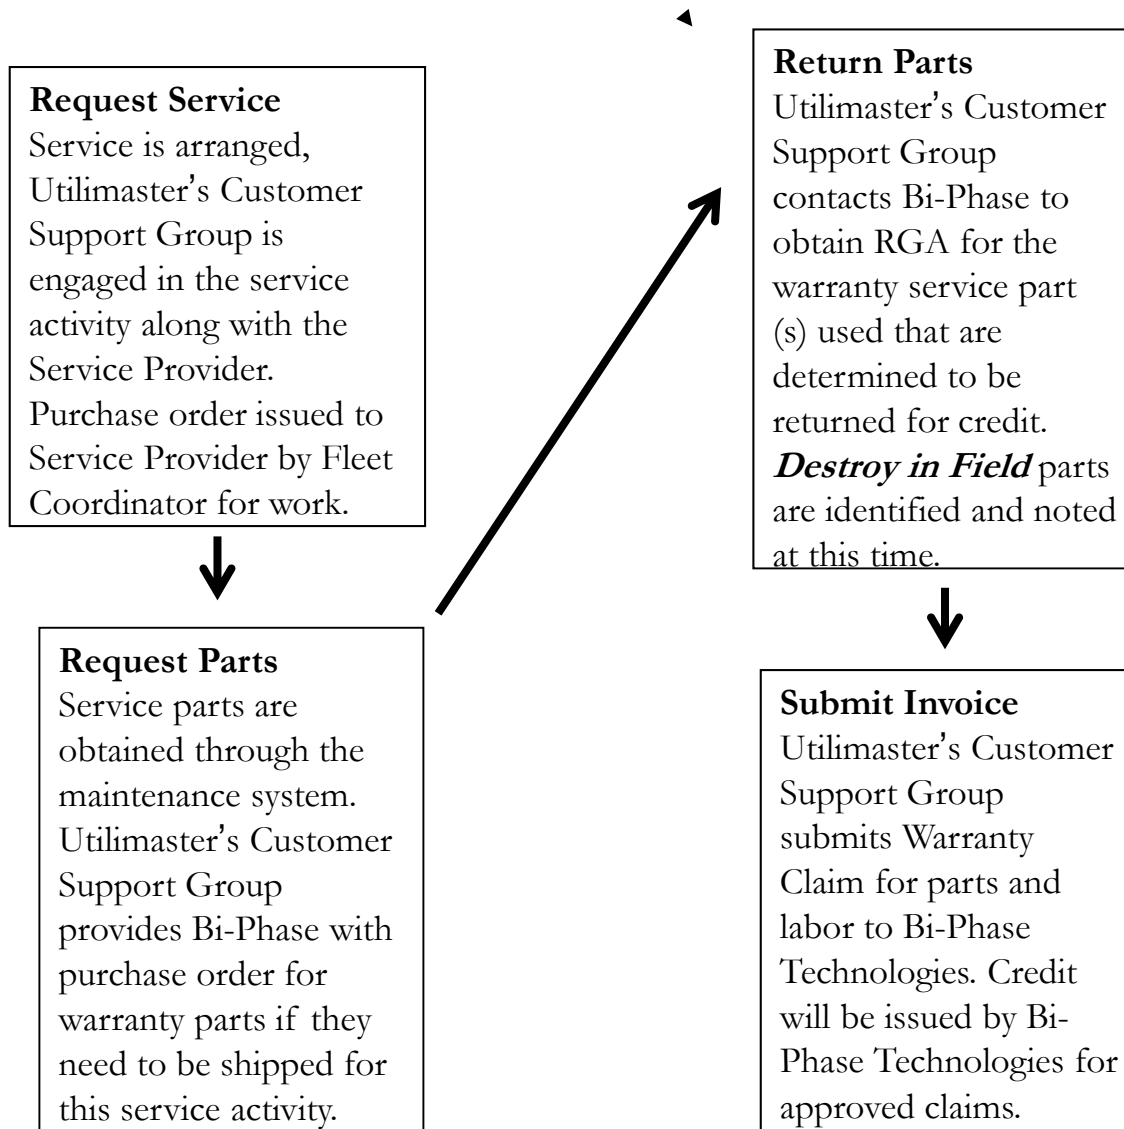 Request Service
Service is arranged,
Utilimaster’s Customer
Support Group is
engaged in the service
activity along with the
Service Provider.
Purchase order issued to
Service Provider by Fleet
Coordinator for work.
Request Parts
Service parts are
obtained through the
maintenance system.
Utilimaster’s Customer
Support Group
provides Bi-Phase with
purchase order for
warranty parts if they
need to be shipped for
this service activity.
Return Parts
Utilimaster’s Customer
Support Group
contacts Bi-Phase to
obtain RGA for the
warranty service part
(s) used that are
determined to be
returned for credit.
Destroy in Field parts
are identified and noted
at this time.
Submit Invoice
Utilimaster’s Customer
Support Group
submits Warranty
Claim for parts and
labor to Bi-Phase
Technologies. Credit
will be issued by Bi-
Phase Technologies for
approved claims.